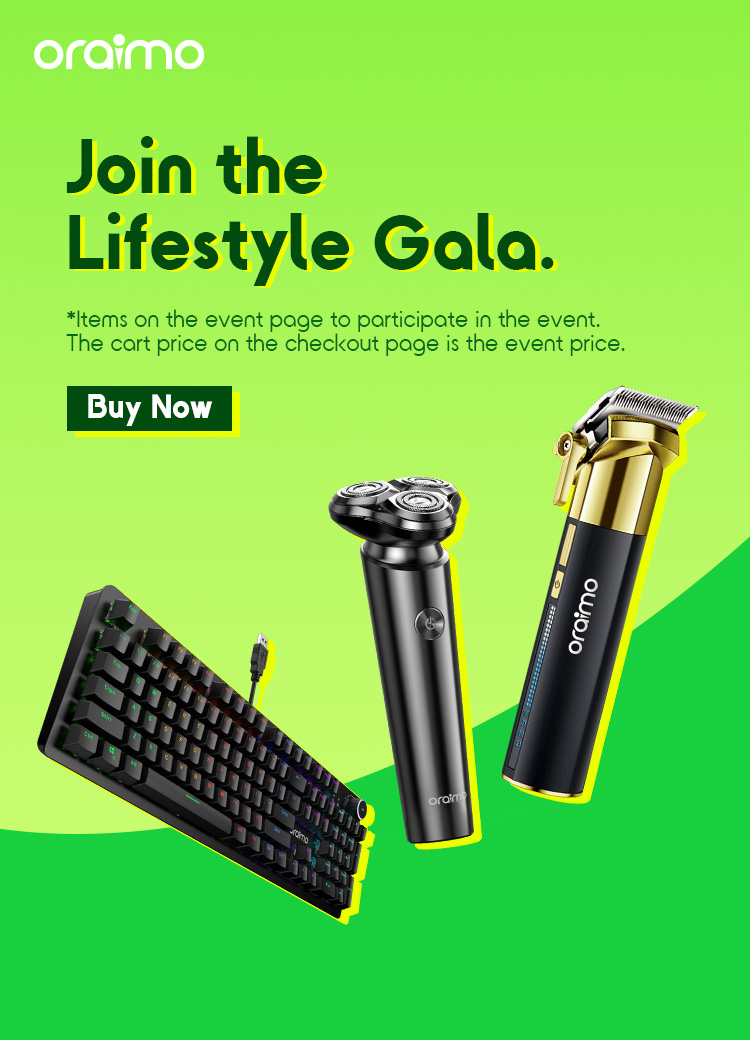 oraimo
Join the
Lifestyle Gala.
*Items on the event page to participate in the event.
The cart price on the checkout page is the event price.
Buy Now
oraimo
oraimo
oraimo